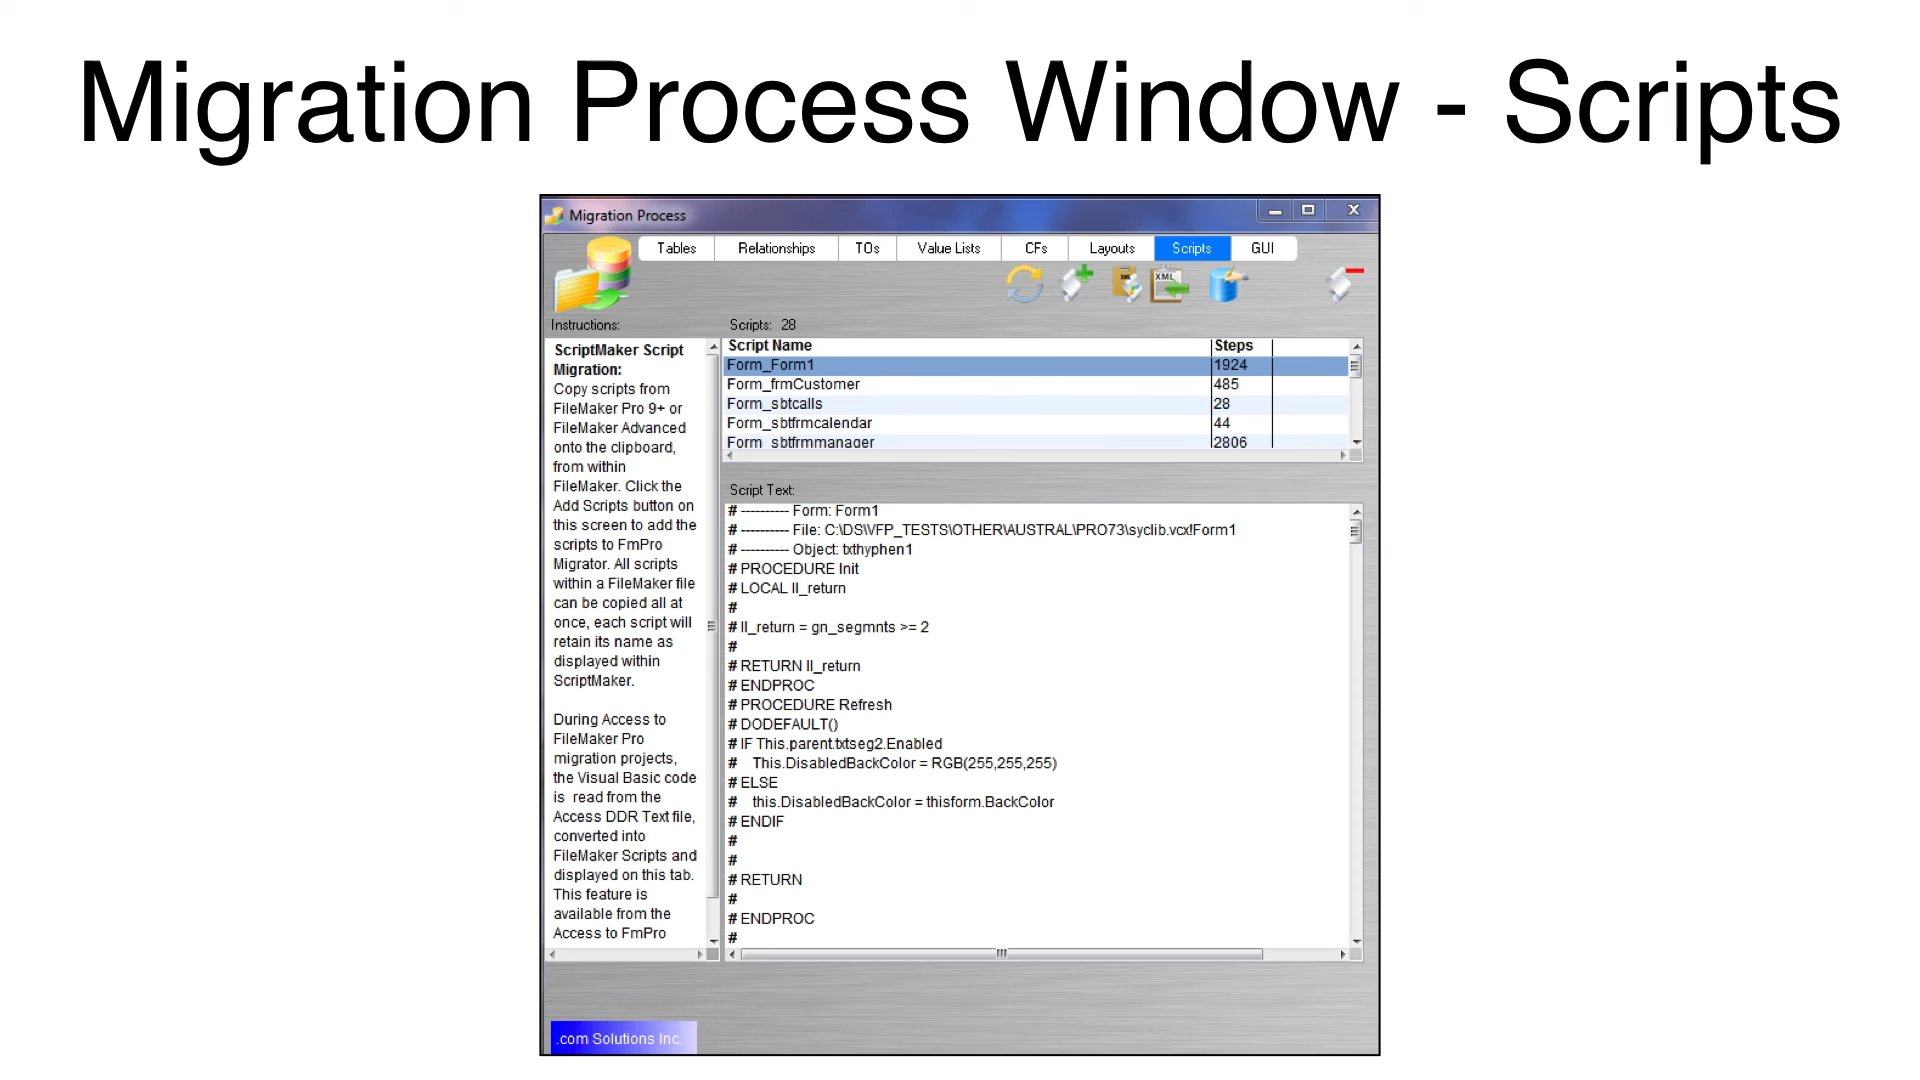 Migration Process Window - Scripts
Migration Process
Tables Relationships TOs Value Lists CFs Layouts Scripts GUI
XML
Instructions:
ScriptMaker Script
Migration:
Copy scripts from
FileMaker Pro 9+ or
FileMaker Advanced
onto the clipboard,
from within
FileMaker. Click the
Add Scripts button on
this screen to add the
scripts to FmPro
Migrator. All scripts
within a FileMaker file
can be copied all at
once, each script will
retain its name as
displayed within
ScriptMaker.
During Access to
FileMaker Pro
migration projects,
the Visual Basic code
is  read from the
Access DDR Text file,
converted into
FileMaker Scripts and
displayed on this tab.
This feature is
available from the
Access to FmPro
Scripts: 28
Script Name Steps
Form_Form1 1924
Form_frmCustomer 485
Form_sbtcalls 28
Form_sbtfrmcalendar 44
Form_sbtfrmmanager 2806
Script Text:
# ---------- Form: Form1
# ---------- File: C:\DS\VFP_TESTS\OTHER\AUSTRAL\PRO73\syclib.vcx!Form1
# ---------- Object: txthyphen1
# PROCEDURE Init
# LOCAL ll_return
#
# ll_return = gn_segmnts >= 2
#
# RETURN ll_return
# ENDPROC
# PROCEDURE Refresh
# DODEFAULT()
# IF This.parent.txtseg2.Enabled
#    This.DisabledBackColor = RGB(255,255,255)
# ELSE
#    this.DisabledBackColor = thisform.BackColor
# ENDIF
#
#
# RETURN
#
# ENDPROC
#
.com Solutions Inc.